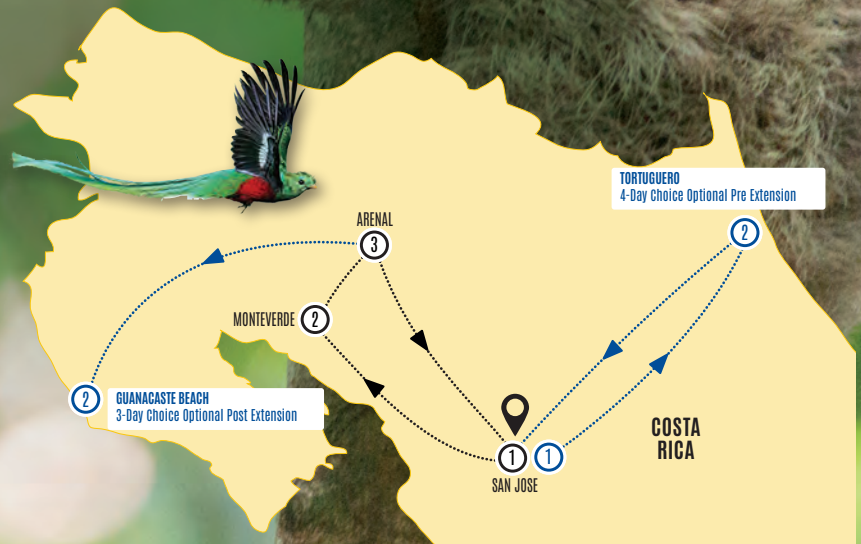 TORTUGUERO
4-Day Choice Optional Pre Extension
2
ARENAL
3
MONTEVERDE 2
2
GUANACASTE BEACH
3-Day Choice Optional Post Extension
COSTA
RICA
1 1
SAN JOSE